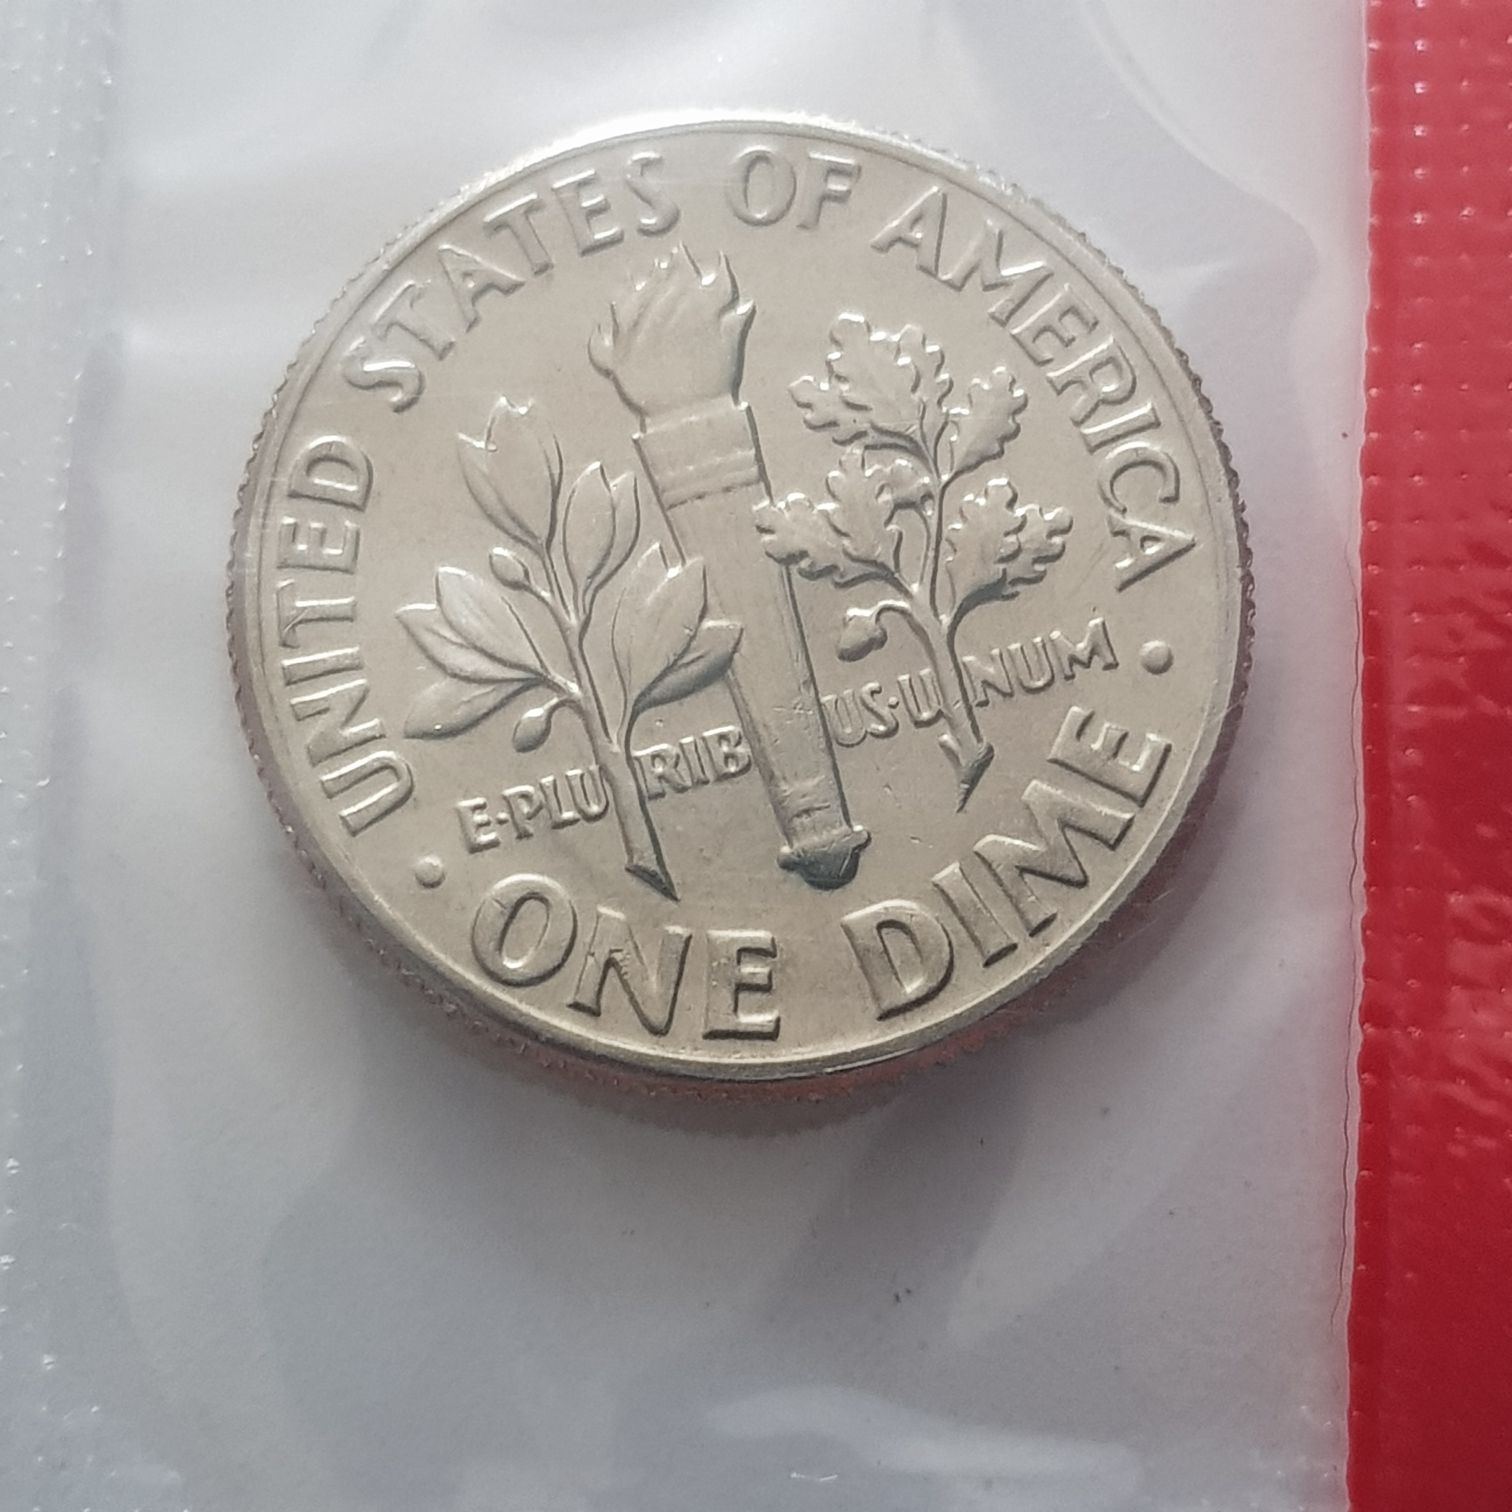 UNITED STATES OF AMERICA
E·PLURIBUS·UNUM
· ONE DIME ·